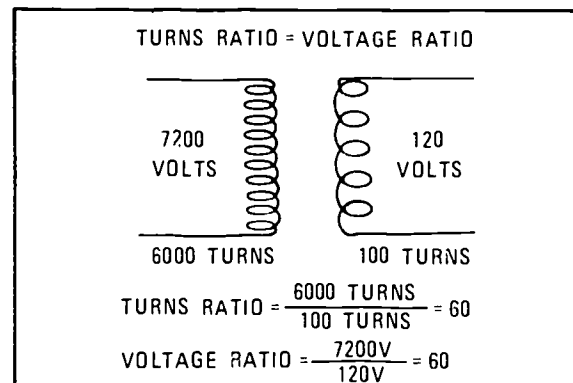 TURNS RATIO = VOLTAGE RATIO
7200 VOLTS
120 VOLTS
6000 TURNS
100 TURNS
TURNS RATIO = 6000 TURNS / 100 TURNS = 60
VOLTAGE RATIO = 7200V / 120V = 60